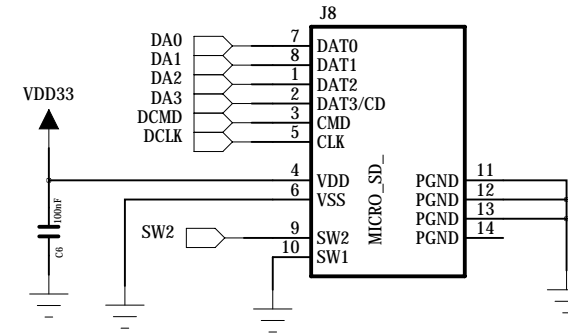 J8
DA0 7 DAT0
DA1 8 DAT1
DA2 1 DAT2
DA3 2 DAT3/CD
DCMD 3 CMD
DCLK 5 CLK
VDD33
4 VDD PGND 11
6 VSS PGND 12
PGND 13
SW2 9 SW2 PGND 14
10 SW1
MICRO_SD_
100nF
C6